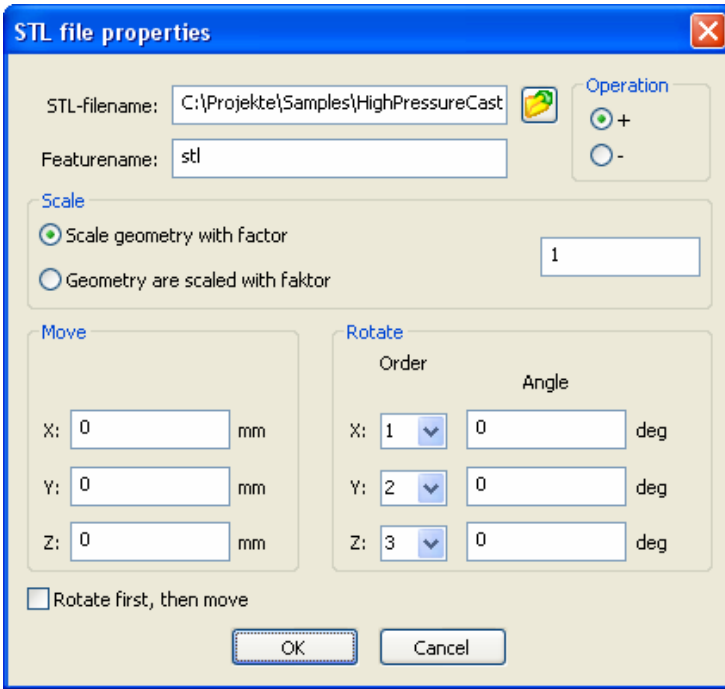 STL file properties
Operation
STL-filename: C:\Projekte\Samples\HighPressureCast
+
Featurename: stl
-
Scale
Scale geometry with factor
1
Geometry are scaled with faktor
Move
Rotate
Order
Angle
X: 0 mm
X: 1 0 deg
Y: 0 mm
Y: 2 0 deg
Z: 0 mm
Z: 3 0 deg
Rotate first, then move
OK Cancel